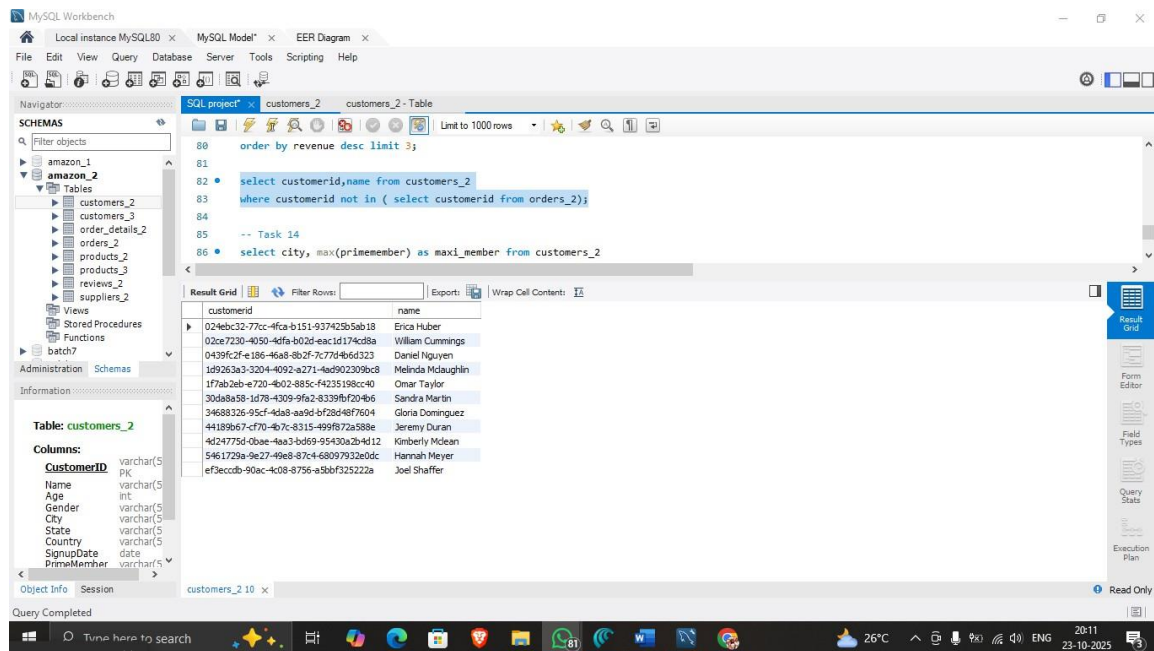 MySQL Workbench
Local instance MySQL80 × MySQL Model* × EER Diagram ×
File Edit View Query Database Server Tools Scripting Help
Navigator
SQL project* × customers_2 customers_2 - Table
SCHEMAS
Limit to 1000 rows
Filter objects
amazon_1
amazon_2
Tables
customers_2
customers_3
order_details_2
orders_2
products_2
products_3
reviews_2
suppliers_2
Views
Stored Procedures
Functions
batch7
Administration Schemas
80 order by revenue desc limit 3;
81
82 select customerid,name from customers_2
83 where customerid not in ( select customerid from orders_2);
84
85 -- Task 14
86 select city, max(primemember) as maxi_member from customers_2
Result Grid Filter Rows: Export: Wrap Cell Content:
customerid name
024ebc32-77cc-4fca-b151-937425b5ab18 Erica Huber
02ce7230-4050-4dfa-b02d-eac1d174cd8a William Cummings
0439fc2f-e186-46a8-8b2f-7c77d4b6d323 Daniel Nguyen
1d9263a3-3204-4092-a271-4ad902309bc8 Melinda Mclaughlin
1f7ab2eb-e720-4b02-885c-f4235198cc40 Omar Taylor
30da8a58-1d78-4309-9fa2-8339fbf204b6 Sandra Martin
34688326-95cf-4da8-aa9d-bf28d48f7604 Gloria Dominguez
44189b67-cf70-4b7c-8315-499f872a588e Jeremy Duran
4d24775d-0bae-4aa3-bd69-95430a2b4d12 Kimberly Mclean
5461729a-9e27-49e8-87c4-68097932e0dc Hannah Meyer
ef3eccdb-90ac-4c08-8756-a5bbf325222a Joel Shaffer
Result
Grid
Form
Editor
Field
Types
Query
Stats
Execution
Plan
Information
Table: customers_2
Columns:
CustomerID varchar(5
PK
Name varchar(5
Age int
Gender varchar(5
City varchar(5
State varchar(5
Country varchar(5
SignupDate date
PrimeMember varchar(5
Object Info Session
customers_2 10 ×
Read Only
Query Completed
Type here to search
81
26°C
ENG
20:11
23-10-2025
3